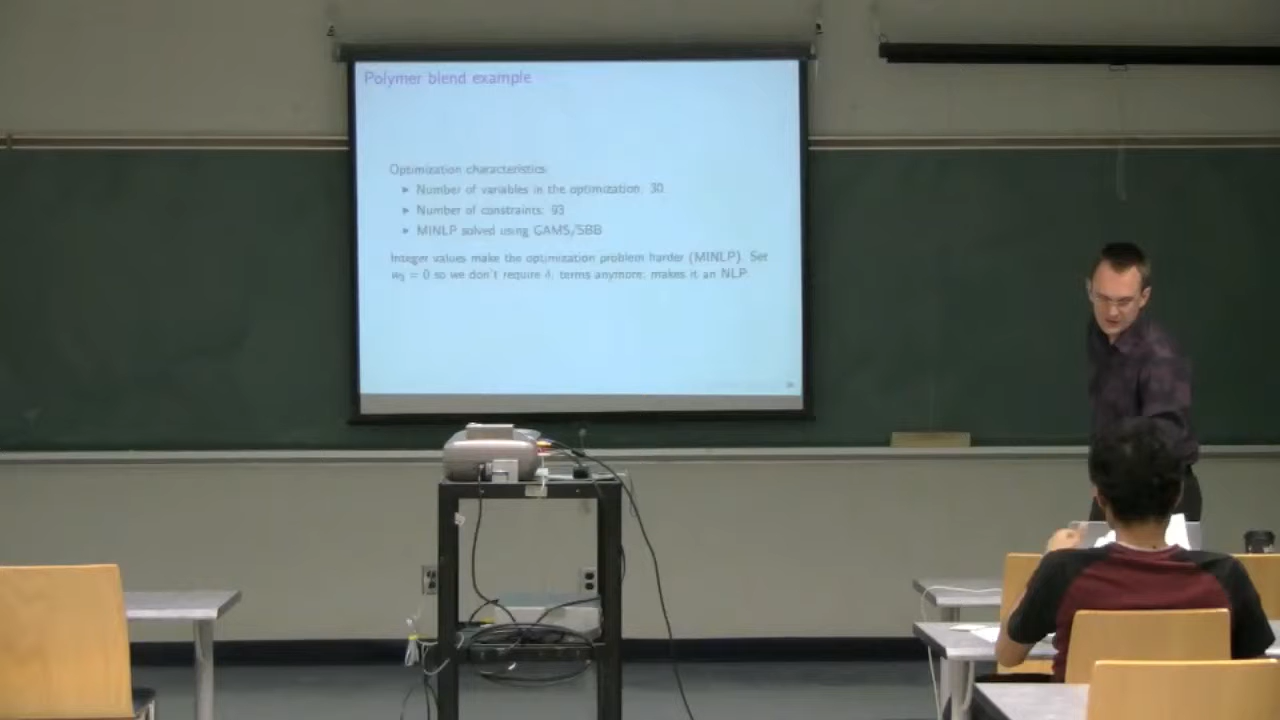 Polymer blend example
Optimization characteristics:
Number of variables in the optimization: 30
Number of constraints: 93
MINLP solved using GAMS/SBB
Integer values make the optimization problem harder (MINLP). Set
= 0 so we don't require terms anymore: makes it an NLP